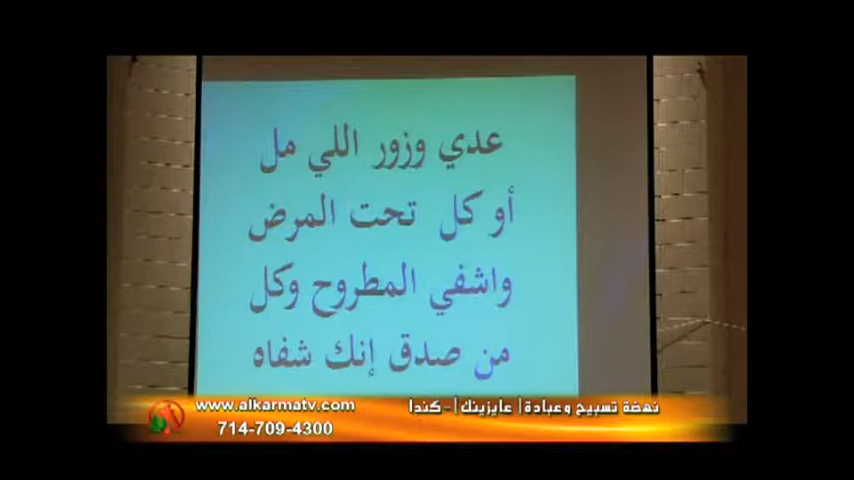 عدي وزور اللي مل
أو كل تحت المرض
واشفي المطروح وكل
من صدق إنك شفاه
www.alkarmatv.com
نهضة تسبيح وعبادة | عايزينك | - كندا
714-709-4300